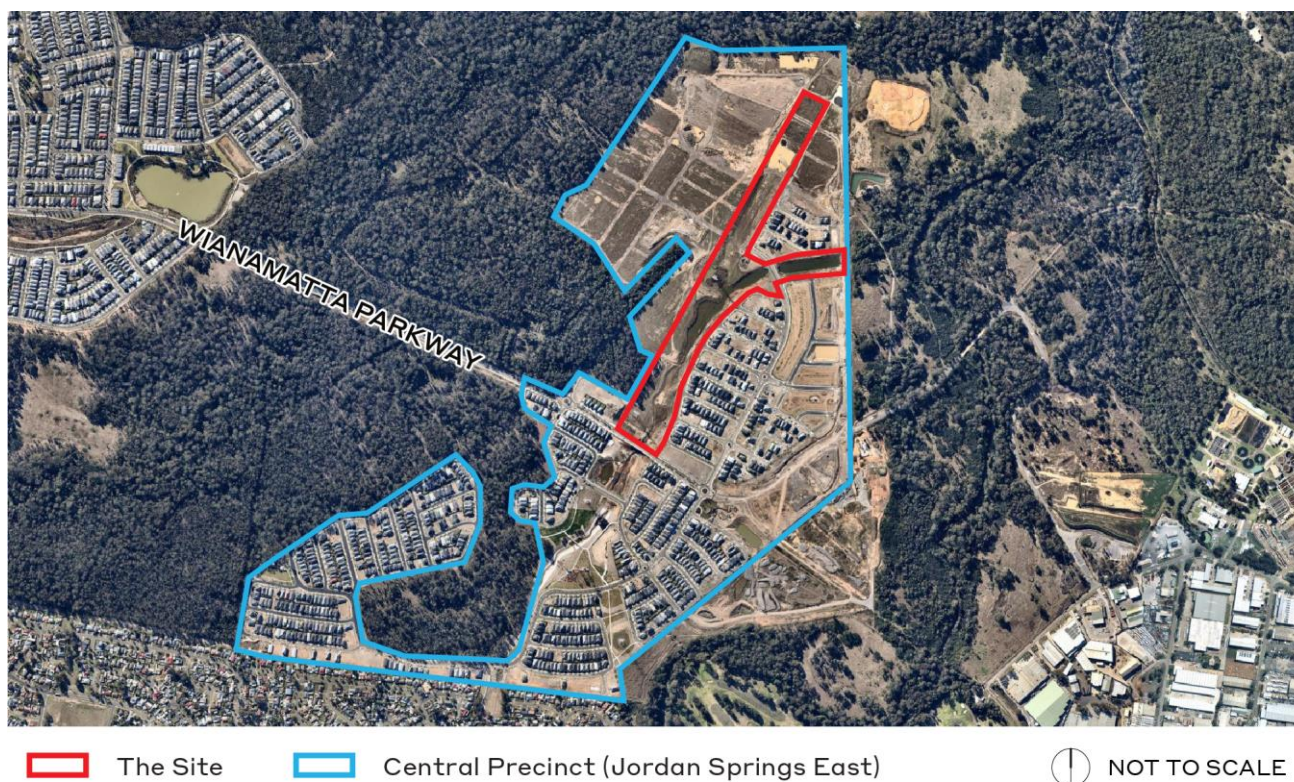 WIANAMATTA PARKWAY
The Site
Central Precinct (Jordan Springs East)
NOT TO SCALE